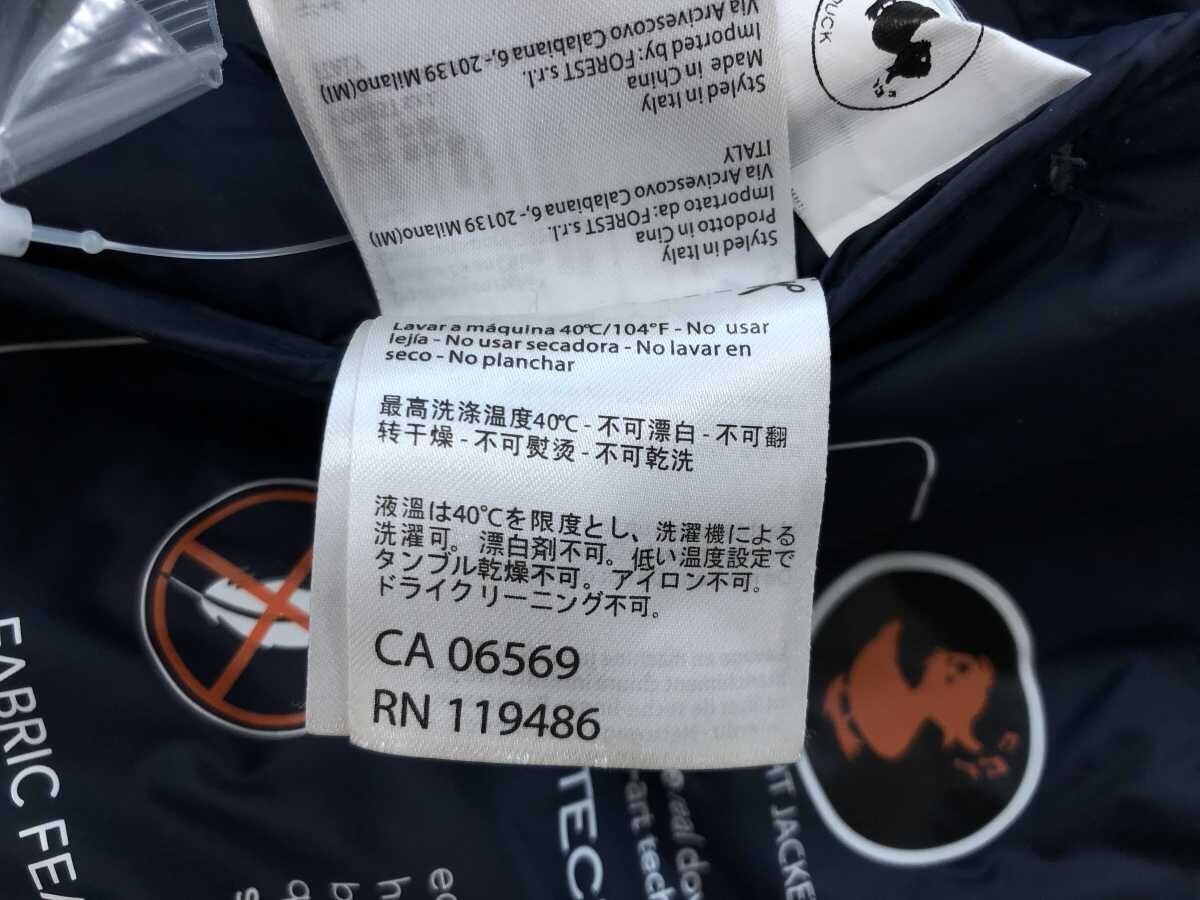 Styled in Italy
Prodotto in Cina
Importato da: FOREST s.r.l.
Via Arcivescovo Calabiana 6,- 20139 Milano(MI)
ITALY
Styled in Italy
Made in China
Imported by: FOREST s.r.l.
Via Arcivescovo Calabiana 6,- 20139 Milano(MI)
Lavar a máquina 40℃/104°F - No usar
lejía - No usar secadora - No lavar en
seco - No planchar
最高洗涤温度40℃ - 不可漂白 - 不可翻
转干燥 - 不可熨烫 - 不可乾洗
液温は40℃を限度とし、洗濯機による
洗濯可。漂白剤不可。低い温度設定で
タンブル乾燥不可。アイロン不可。
ドライクリーニング不可。
CA 06569
RN 119486
DUCK
FABRIC FEA
TECH
JACKE
-art tech